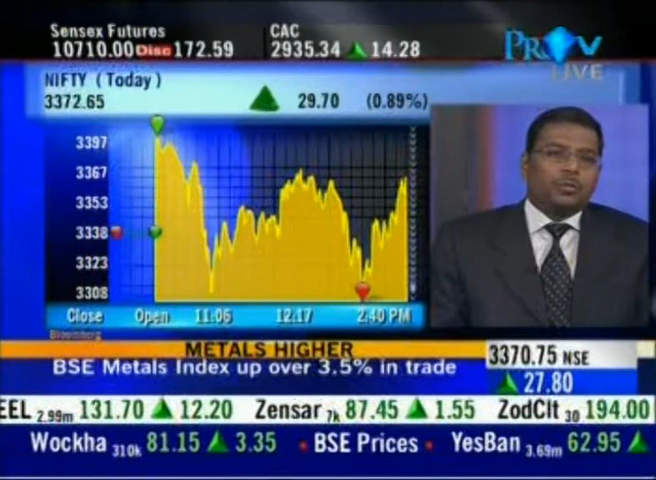 Sensex Futures
10710.00 Disc 172.59
CAC
2935.34 14.28
LIVE
NIFTY (Today)
3372.65 29.70 (0.89%)
3397
3367
3353
3338
3323
3308
Close Open 11:06 12:17 2:40 PM
Bloomberg
METALS HIGHER
BSE Metals Index up over 3.5% in trade
3370.75 NSE
27.80
EEL 2.99m 131.70 12.20 Zensar 7k 87.45 1.55 ZodClt 30 194.00
Wockha 310k 81.15 3.35 • BSE Prices • YesBan 3.69m 62.95